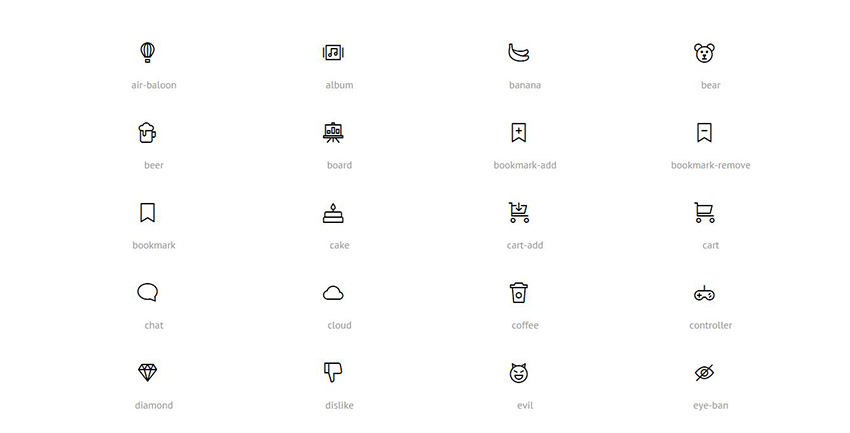 air-baloon album banana bear
beer board bookmark-add bookmark-remove
bookmark cake cart-add cart
chat cloud coffee controller
diamond dislike evil eye-ban